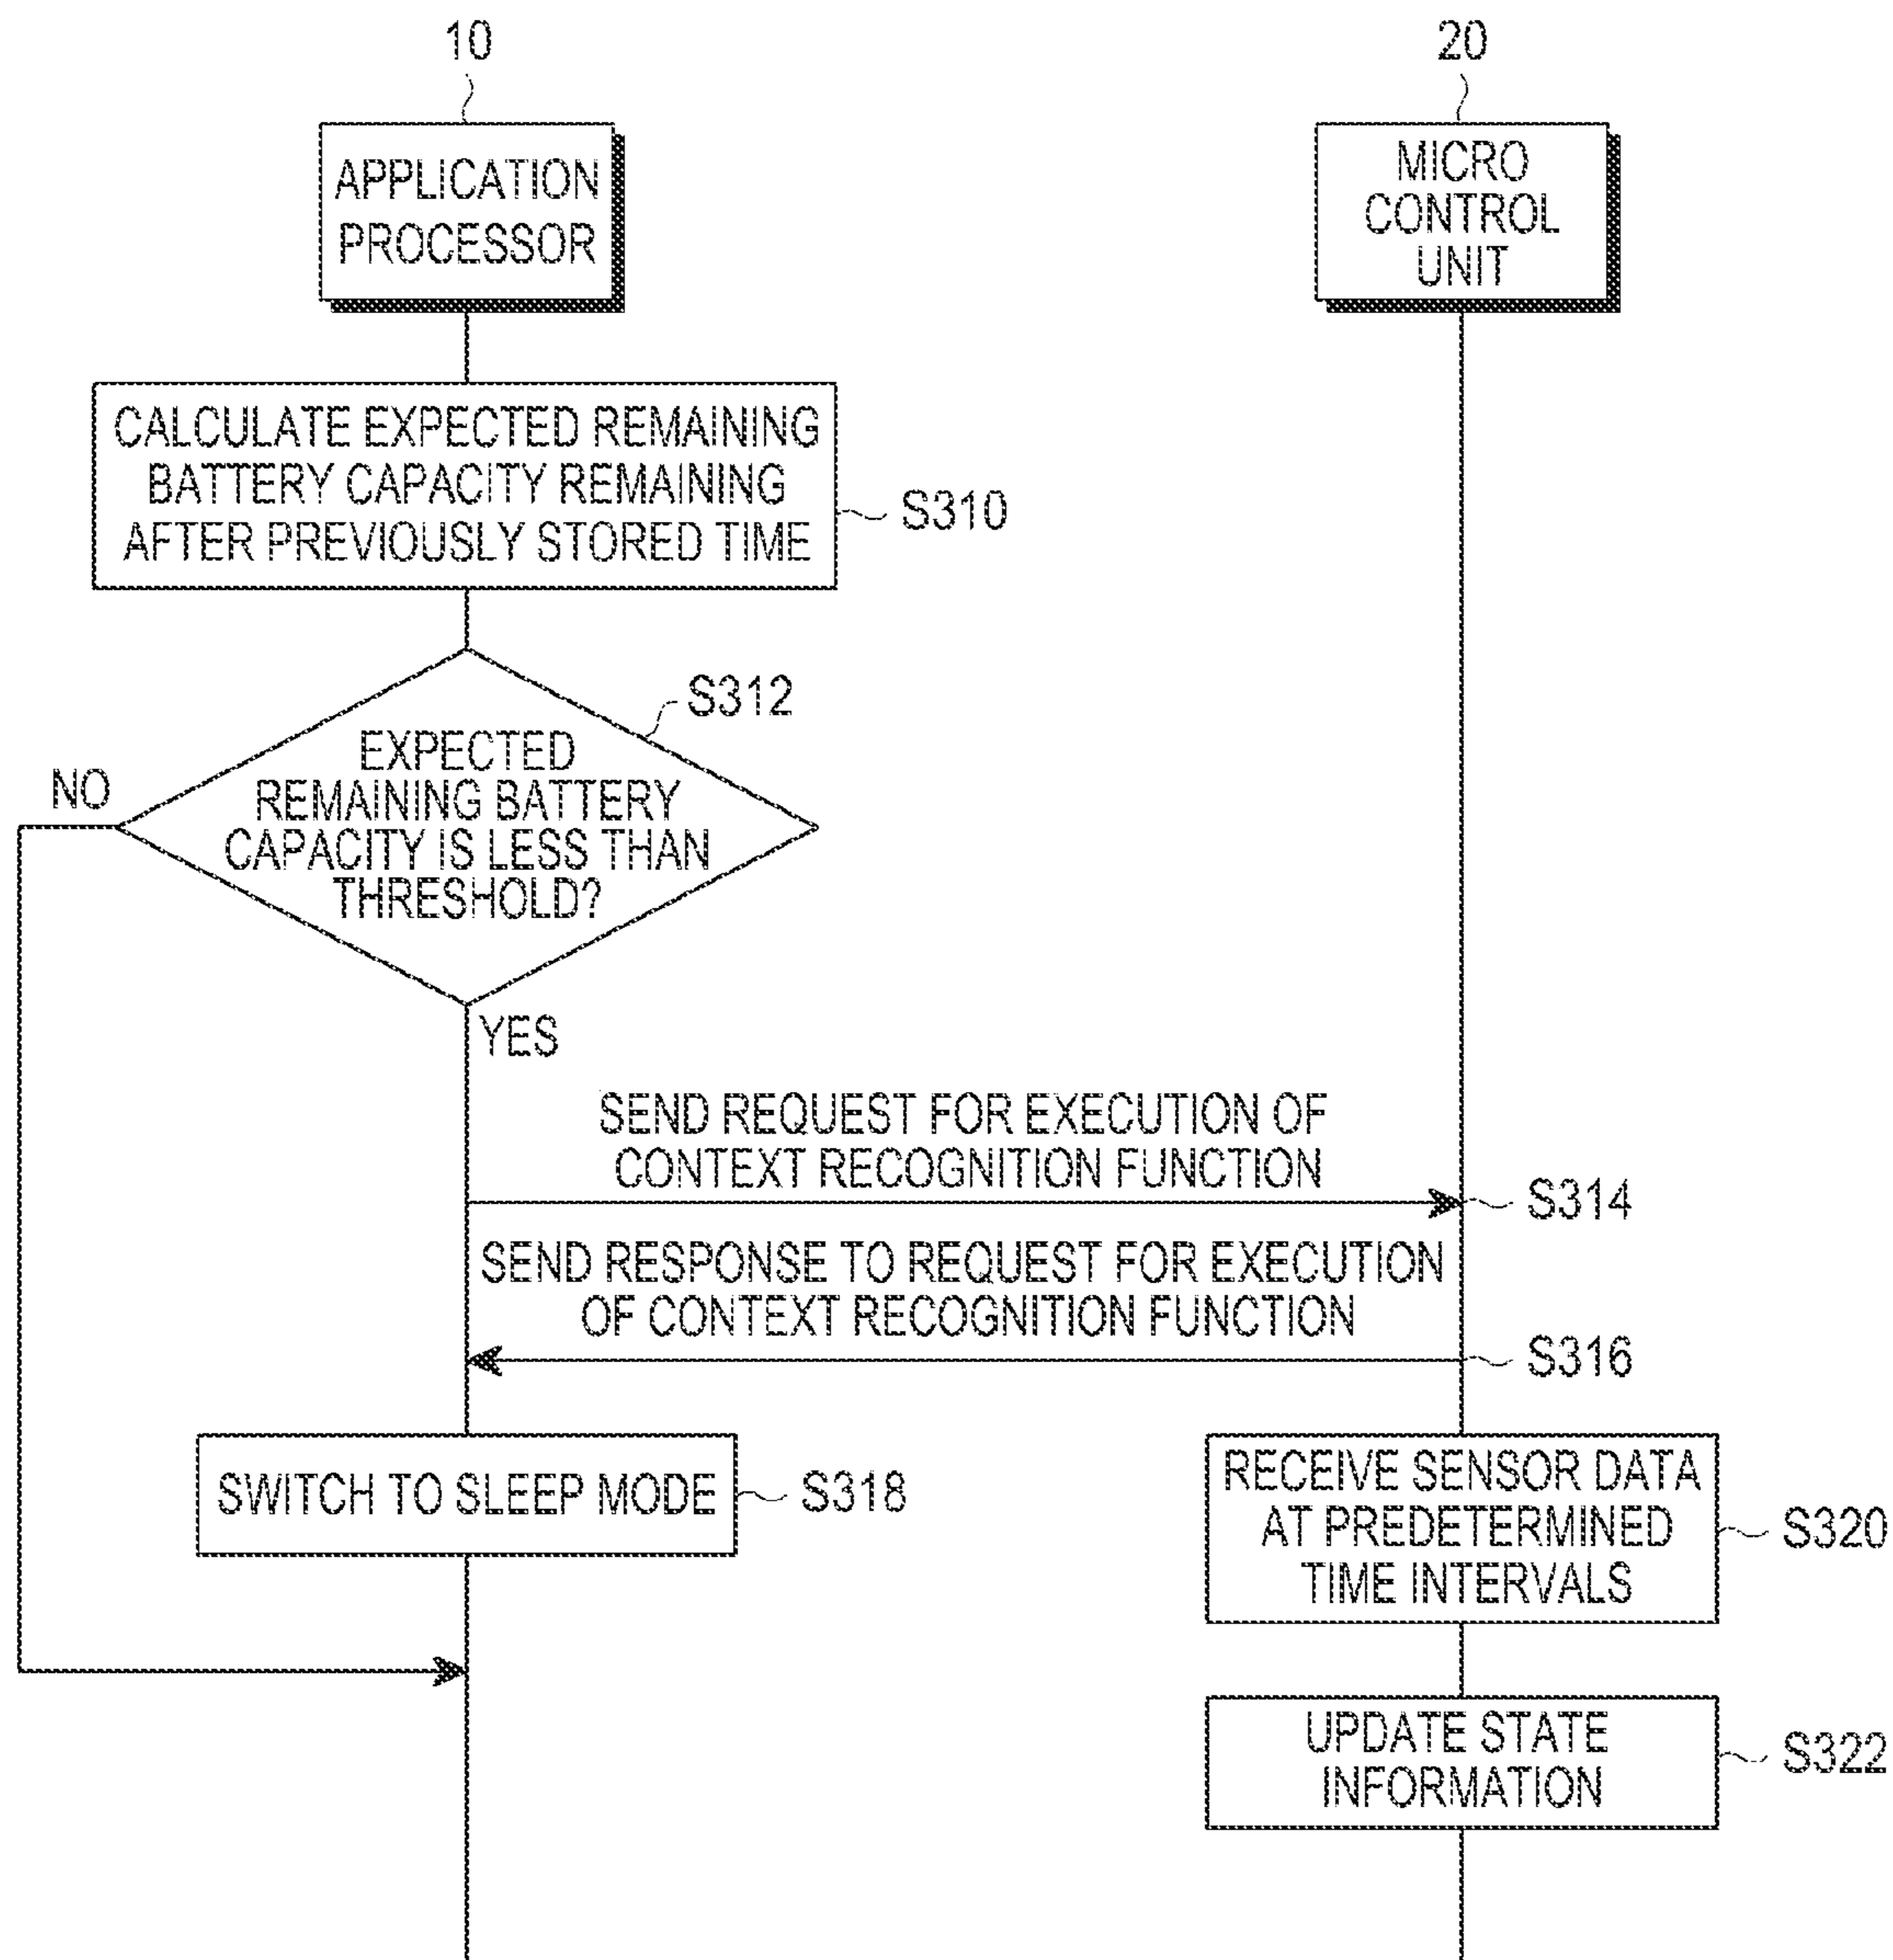 10
20
APPLICATION
PROCESSOR
MICRO
CONTROL
UNIT
CALCULATE EXPECTED REMAINING
BATTERY CAPACITY REMAINING
AFTER PREVIOUSLY STORED TIME
S310
S312
EXPECTED
REMAINING BATTERY
CAPACITY IS LESS THAN
THRESHOLD?
NO
YES
SEND REQUEST FOR EXECUTION OF
CONTEXT RECOGNITION FUNCTION
S314
SEND RESPONSE TO REQUEST FOR EXECUTION
OF CONTEXT RECOGNITION FUNCTION
S316
SWITCH TO SLEEP MODE
S318
RECEIVE SENSOR DATA
AT PREDETERMINED
TIME INTERVALS
S320
UPDATE STATE
INFORMATION
S322